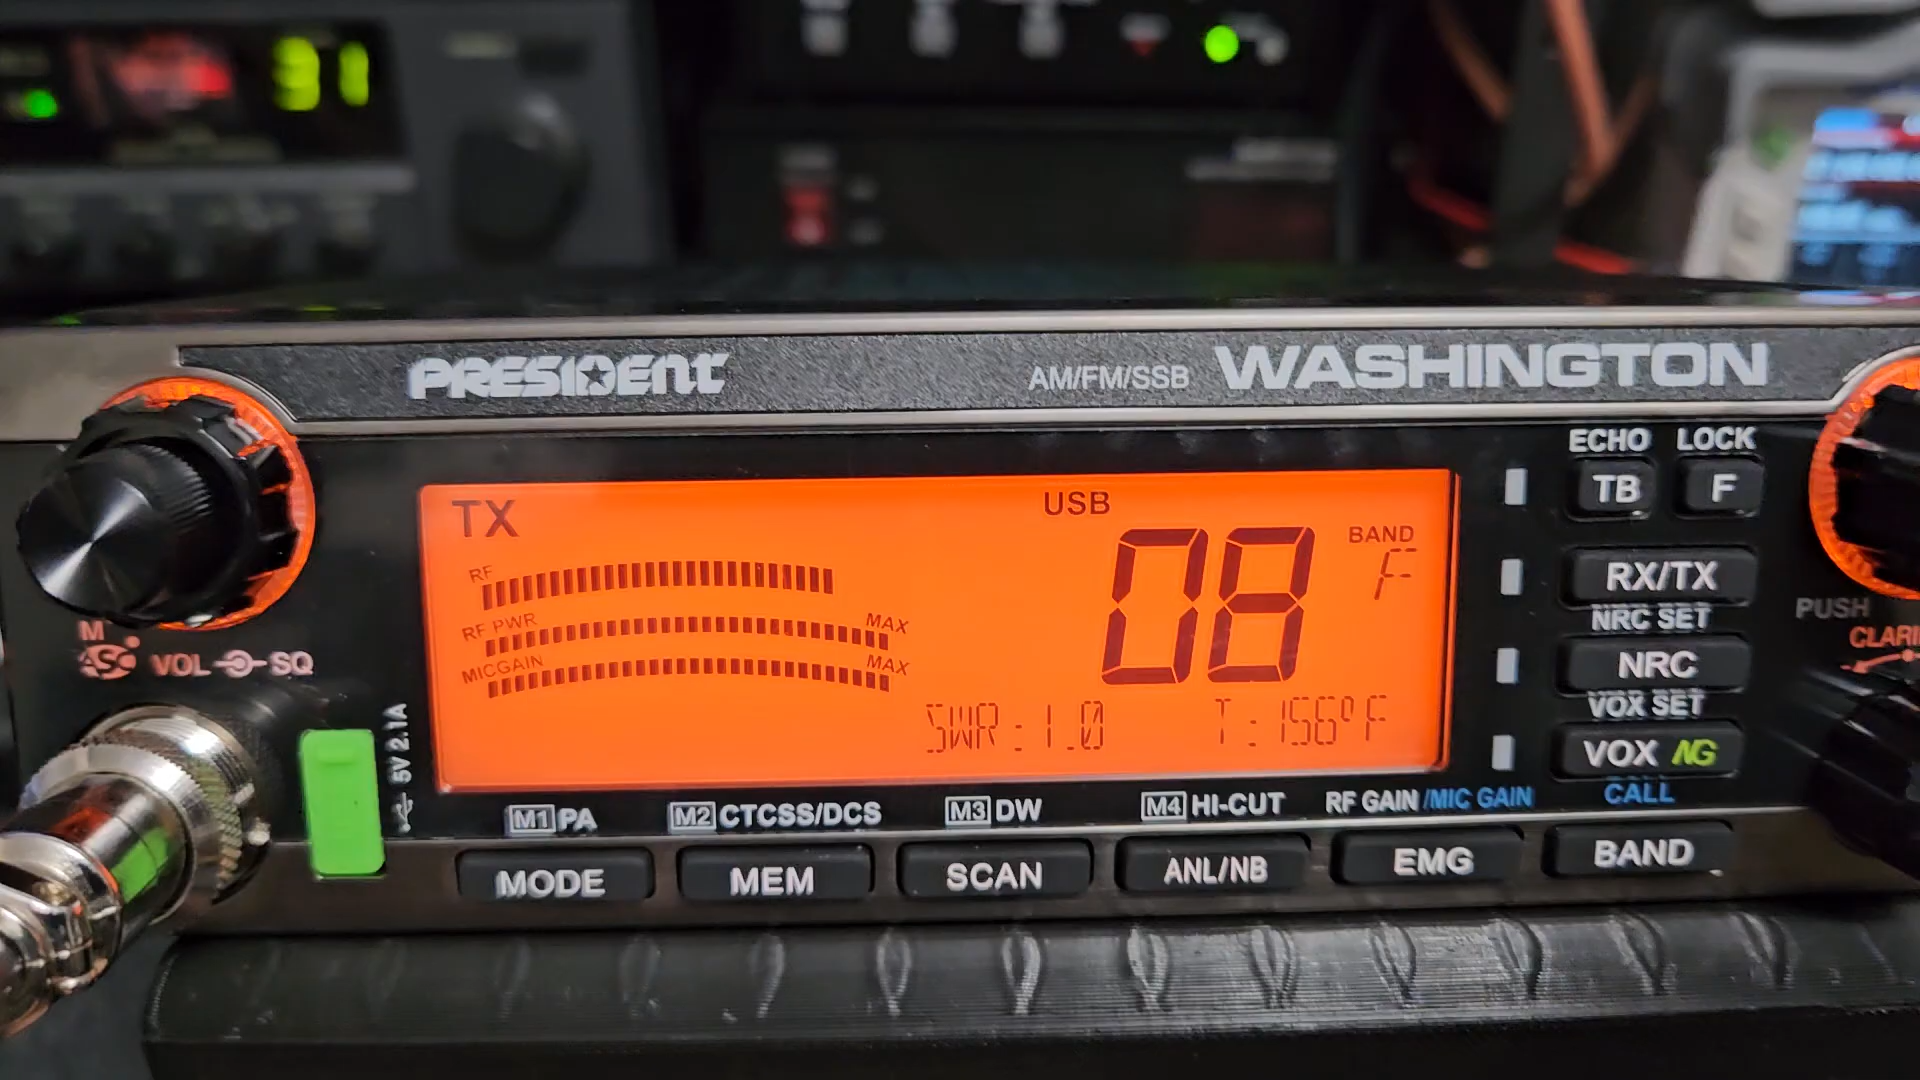 31
PRESIDENT
AM/FM/SSB WASHINGTON
ECHO LOCK
TB F
TX USB
08
BAND
F
RF
RF PWR MAX
MICGAIN MAX
SWR:1.0 T:156°F
RX/TX
NRC SET
NRC
VOX SET
VOX NG
CALL
PUSH
M
ASC VOL SQ
5V 2.1A
M1 PA M2 CTCSS/DCS M3 DW M4 HI-CUT RF GAIN/MIC GAIN
MODE MEM SCAN ANL/NB EMG BAND